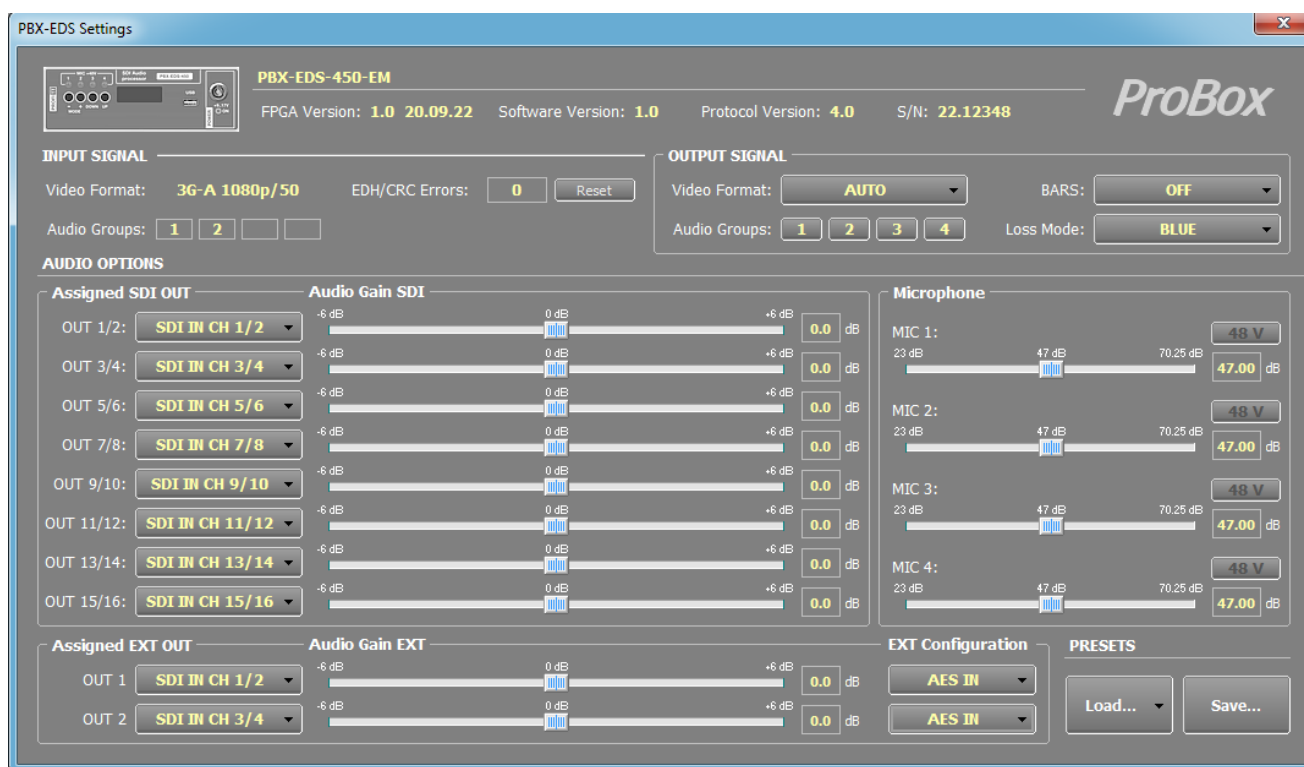 PBX-EDS Settings
PBX-EDS-450-EM
FPGA Version: 1.0 20.09.22 Software Version: 1.0 Protocol Version: 4.0 S/N: 22.12348
ProBox
INPUT SIGNAL
Video Format: 3G-A 1080p/50 EDH/CRC Errors: 0 Reset
Audio Groups: 1 2
OUTPUT SIGNAL
Video Format: AUTO BARS: OFF
Audio Groups: 1 2 3 4 Loss Mode: BLUE
AUDIO OPTIONS
Assigned SDI OUT Audio Gain SDI
-6 dB 0 dB +6 dB
OUT 1/2: SDI IN CH 1/2 0.0 dB
-6 dB 0 dB +6 dB
OUT 3/4: SDI IN CH 3/4 0.0 dB
-6 dB 0 dB +6 dB
OUT 5/6: SDI IN CH 5/6 0.0 dB
-6 dB 0 dB +6 dB
OUT 7/8: SDI IN CH 7/8 0.0 dB
-6 dB 0 dB +6 dB
OUT 9/10: SDI IN CH 9/10 0.0 dB
-6 dB 0 dB +6 dB
OUT 11/12: SDI IN CH 11/12 0.0 dB
-6 dB 0 dB +6 dB
OUT 13/14: SDI IN CH 13/14 0.0 dB
-6 dB 0 dB +6 dB
OUT 15/16: SDI IN CH 15/16 0.0 dB
Microphone
MIC 1: 48 V
23 dB 47 dB 70.25 dB
47.00 dB
MIC 2: 48 V
23 dB 47 dB 70.25 dB
47.00 dB
MIC 3: 48 V
23 dB 47 dB 70.25 dB
47.00 dB
MIC 4: 48 V
23 dB 47 dB 70.25 dB
47.00 dB
Assigned EXT OUT Audio Gain EXT
-6 dB 0 dB +6 dB
OUT 1 SDI IN CH 1/2 0.0 dB
-6 dB 0 dB +6 dB
OUT 2 SDI IN CH 3/4 0.0 dB
EXT Configuration
AES IN
AES IN
PRESETS
Load... Save...